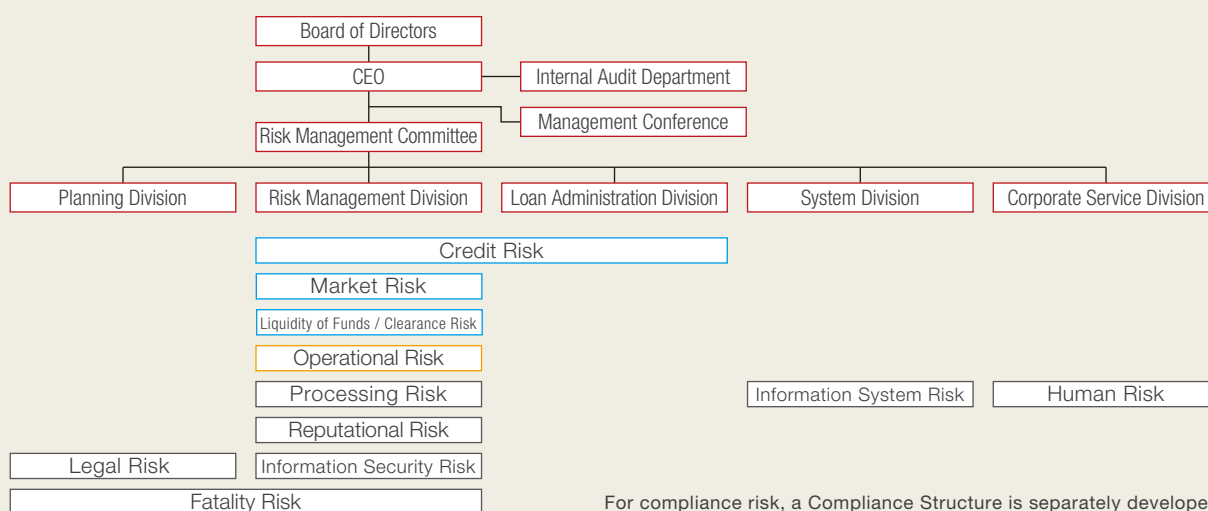 Board of Directors
CEO
Internal Audit Department
Management Conference
Risk Management Committee
Planning Division
Risk Management Division
Loan Administration Division
System Division
Corporate Service Division
Credit Risk
Market Risk
Liquidity of Funds / Clearance Risk
Operational Risk
Processing Risk
Information System Risk
Human Risk
Reputational Risk
Legal Risk
Information Security Risk
Fatality Risk
For compliance risk, a Compliance Structure is separately develope